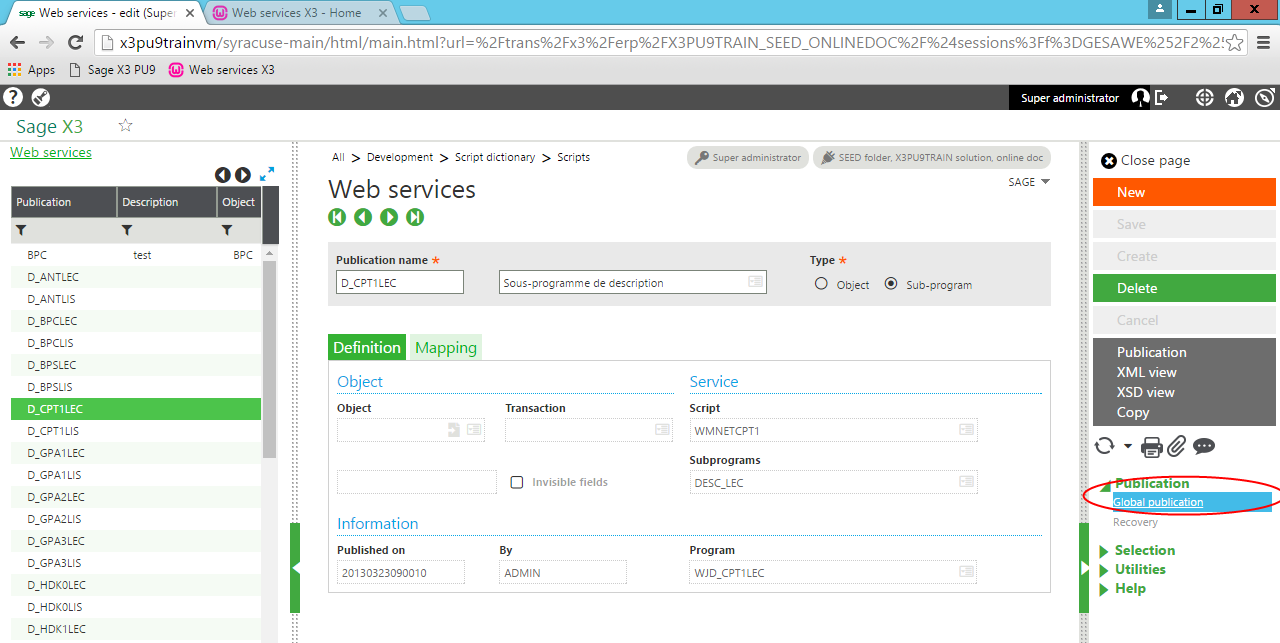 sage Web services - edit (Super
Web services X3 - Home
x3pu9trainvm/syracuse-main/html/main.html?url=%2Ftrans%2Fx3%2Ferp%2FX3PU9TRAIN_SEED_ONLINEDOC%2F%24sessions%3Ff%3DGESAWE%252F2%25
Apps
Sage X3 PU9
Web services X3
Super administrator
Sage X3
Web services
Publication
Description
Object
BPC test BPC
D_ANTLEC
D_ANTLIS
D_BPCLEC
D_BPCLIS
D_BPSLEC
D_BPSLIS
D_CPT1LEC
D_CPT1LIS
D_GPA1LEC
D_GPA1LIS
D_GPA2LEC
D_GPA2LIS
D_GPA3LEC
D_GPA3LIS
D_HDK0LEC
D_HDK0LIS
D_HDK1LEC
All > Development > Script dictionary > Scripts
Super administrator
SEED folder, X3PU9TRAIN solution, online doc
SAGE
Web services
Publication name *
D_CPT1LEC
Sous-programme de description
Type *
Object
Sub-program
Definition
Mapping
Object
Service
Object
Transaction
Script
WMNETCPT1
Subprograms
Invisible fields
DESC_LEC
Information
Published on
By
Program
20130323090010
ADMIN
WJD_CPT1LEC
Close page
New
Save
Create
Delete
Cancel
Publication
XML view
XSD view
Copy
Publication
Global publication
Recovery
Selection
Utilities
Help